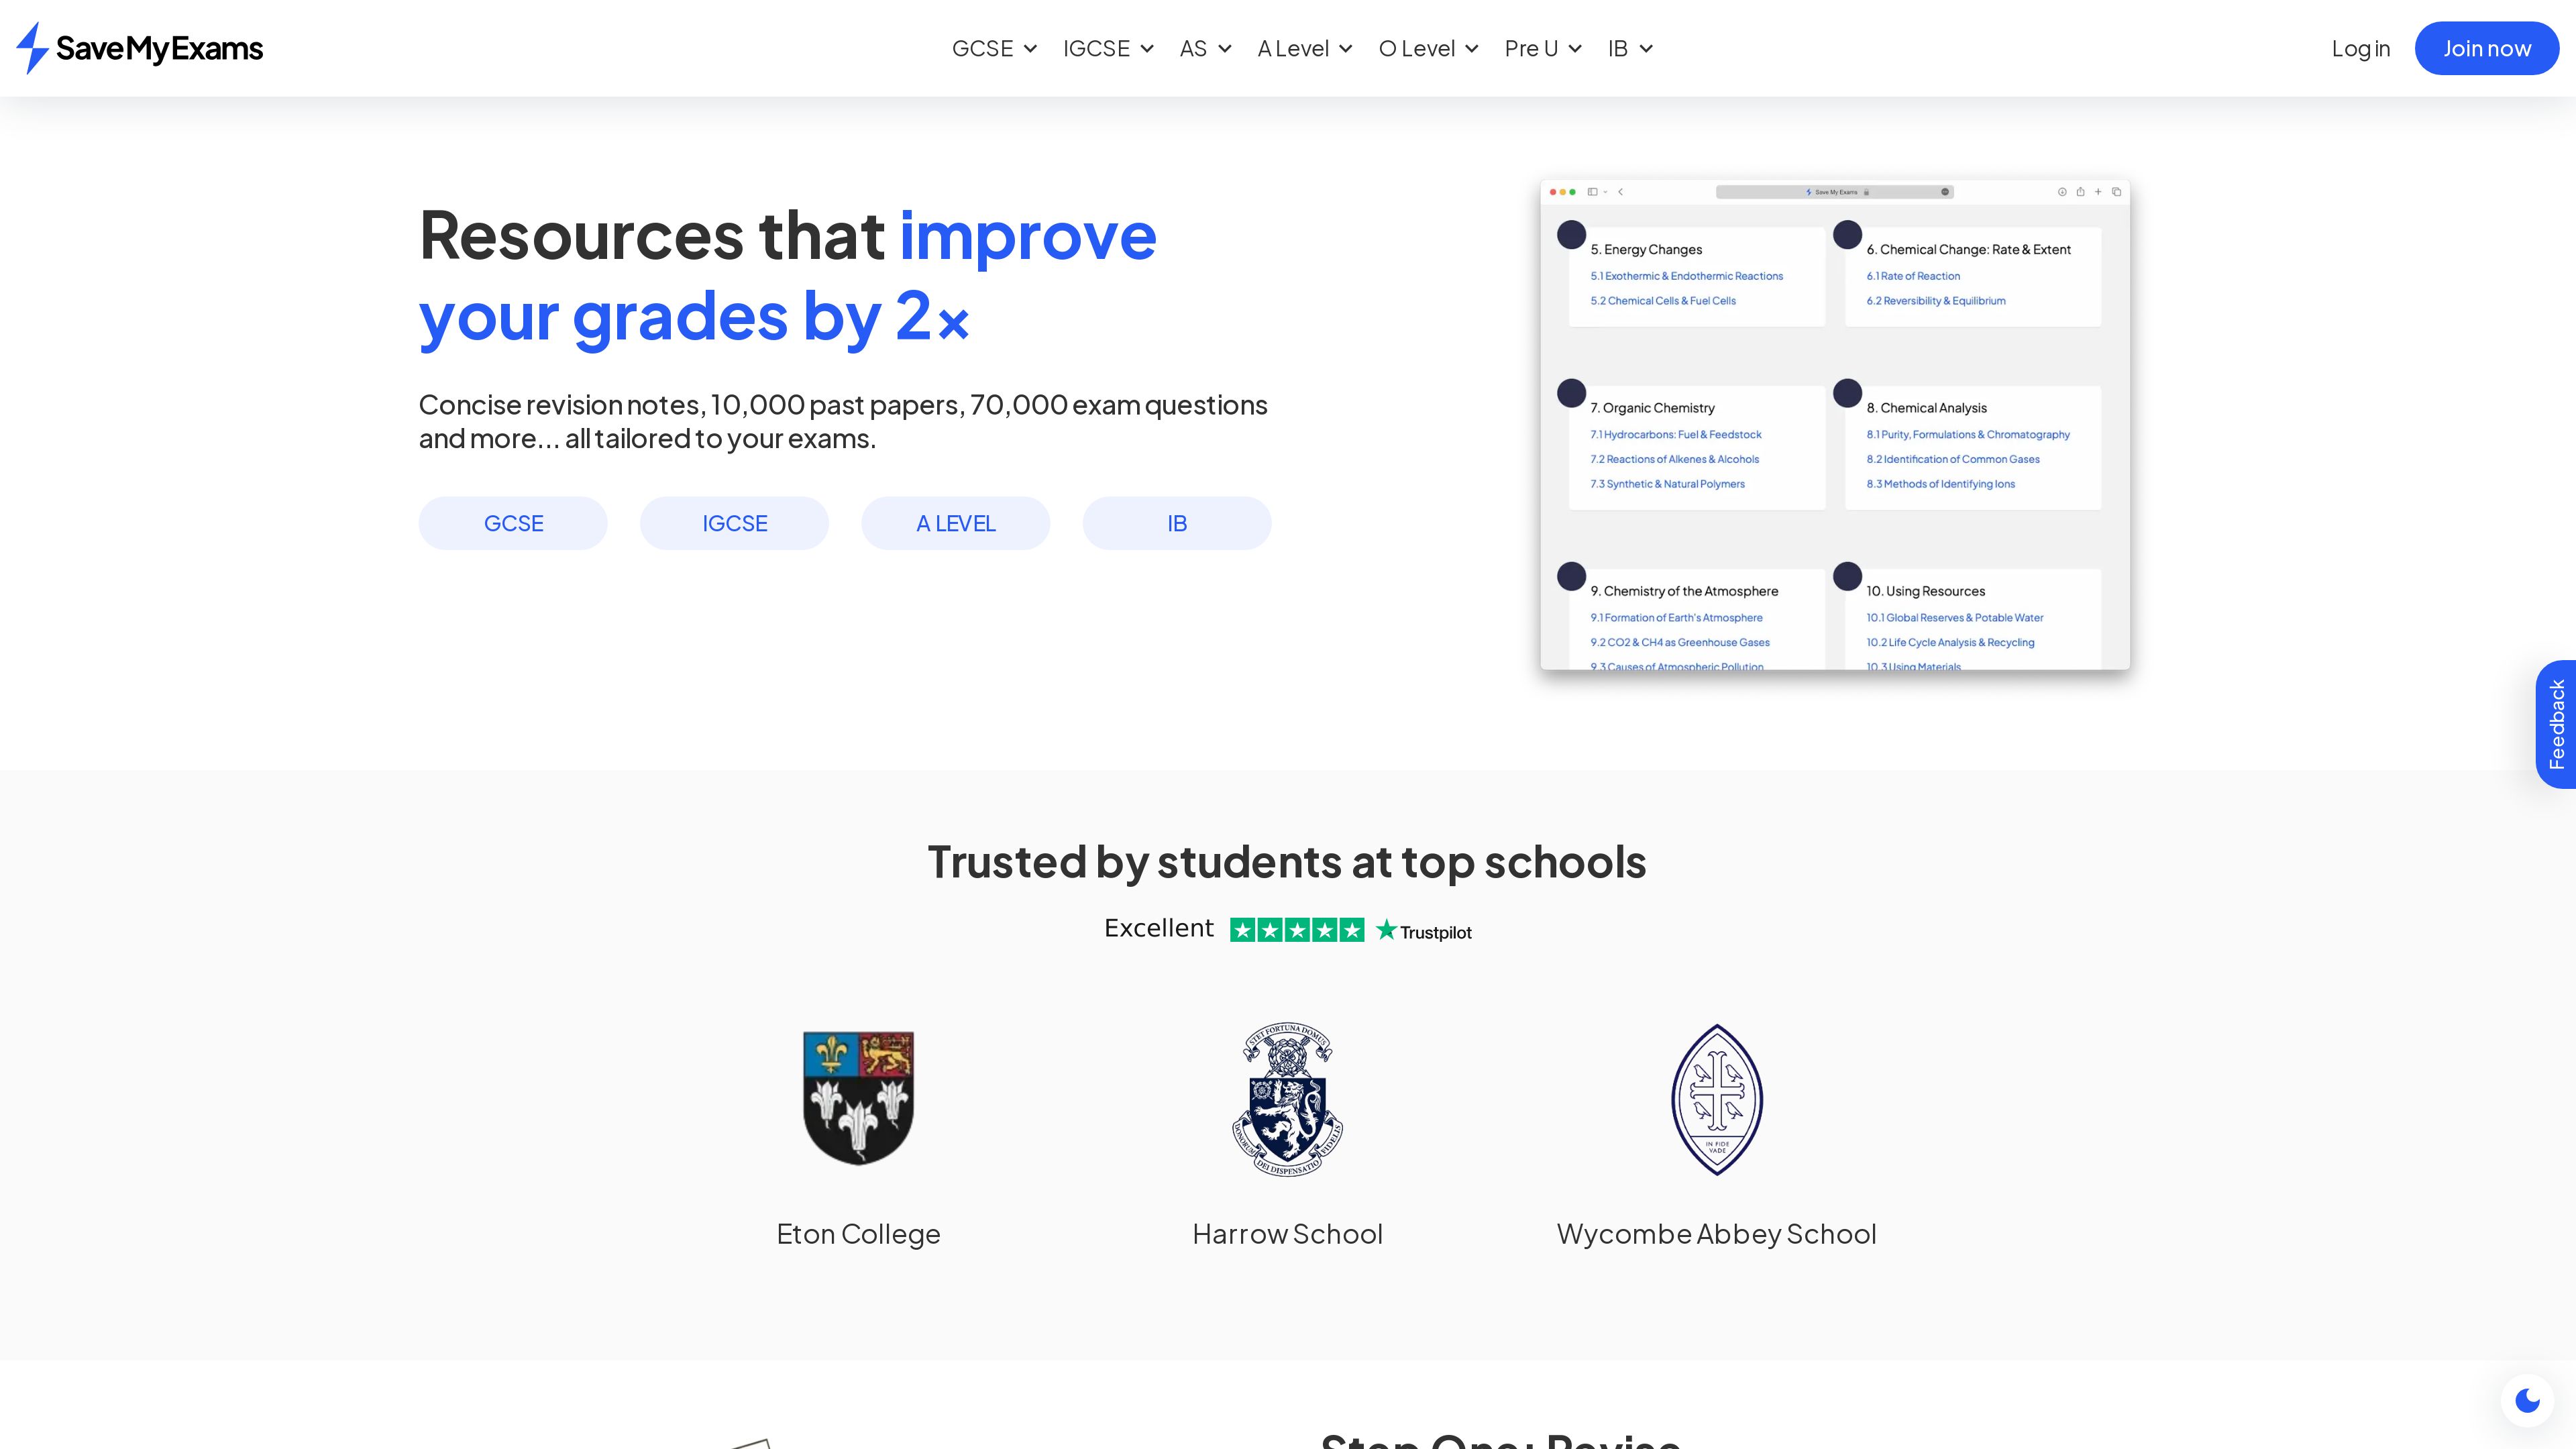 SaveMyExams
GCSE
IGCSE
AS
A Level
O Level
Pre U
IB
Log in
Join now
Resources that improve
your grades by 2×
Concise revision notes, 10,000 past papers, 70,000 exam questions
and more... all tailored to your exams.
GCSE
IGCSE
A LEVEL
IB
Save My Exams
5. Energy Changes
5.1 Exothermic & Endothermic Reactions
5.2 Chemical Cells & Fuel Cells
6. Chemical Change: Rate & Extent
6.1 Rate of Reaction
6.2 Reversibility & Equilibrium
7. Organic Chemistry
7.1 Hydrocarbons: Fuel & Feedstock
7.2 Reactions of Alkenes & Alcohols
7.3 Synthetic & Natural Polymers
8. Chemical Analysis
8.1 Purity, Formulations & Chromatography
8.2 Identification of Common Gases
8.3 Methods of Identifying Ions
9. Chemistry of the Atmosphere
9.1 Formation of Earth's Atmosphere
9.2 CO2 & CH4 as Greenhouse Gases
9.3 Causes of Atmospheric Pollution
10. Using Resources
10.1 Global Reserves & Potable Water
10.2 Life Cycle Analysis & Recycling
10.3 Using Materials
Feedback
Trusted by students at top schools
Excellent
Trustpilot
STET FORTUNA DOMUS
DONORUM
DEI DISPENSATIO
FIDELIS
IN FIDE
VADE
Eton College
Harrow School
Wycombe Abbey School
Step One: Revise